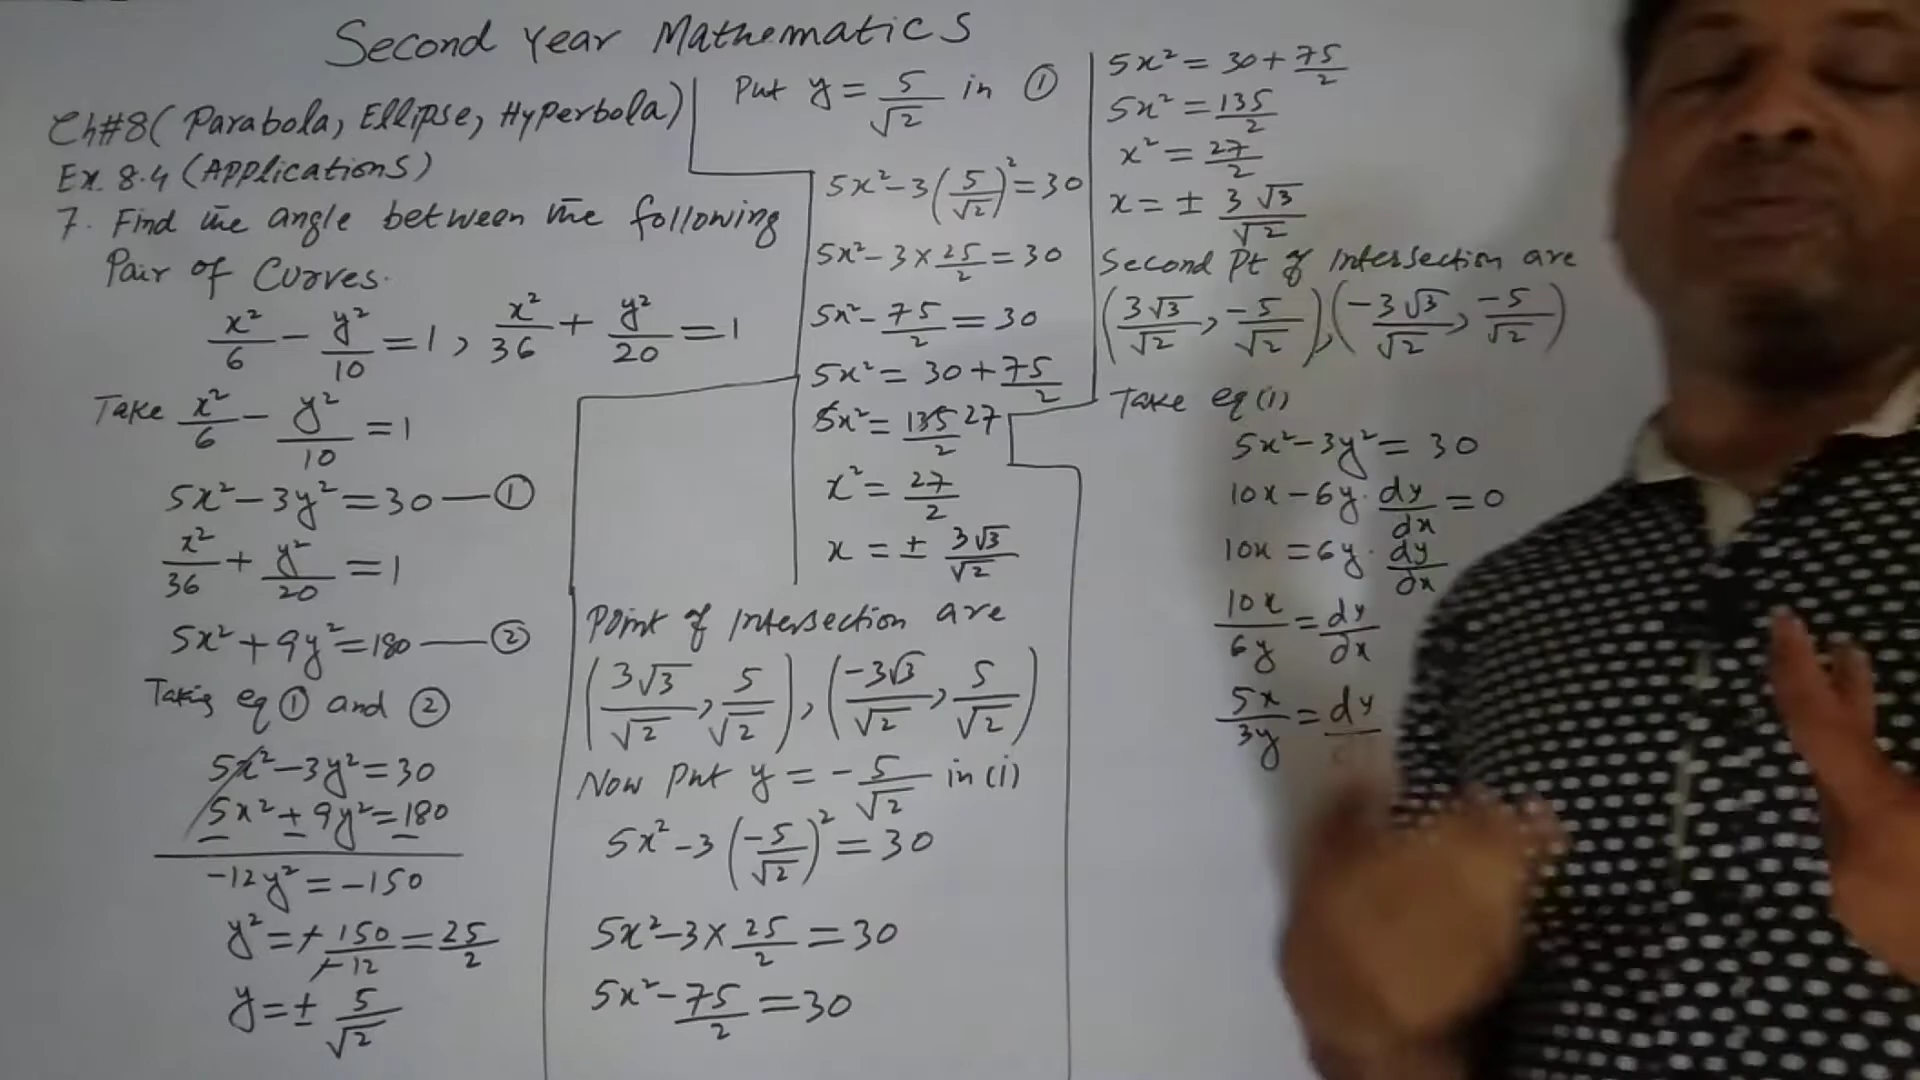 Second Year Mathematics
Ch#8(Parabola, Ellipse, Hyperbola)
Ex. 8.4 (Applications)
7. Find the angle between the following
Pair of Curves.
x²/6 - y²/10 = 1, x²/36 + y²/20 = 1
Take x²/6 - y²/10 = 1
5x² - 3y² = 30 — ①
x²/36 + y²/20 = 1
5x² + 9y² = 180 — ②
Taking eq ① and ②
5x² - 3y² = 30
5x² + 9y² = 180
-12y² = -150
y² = -150/-12 = 25/2
y = ± 5/√2
Put y = 5/√2 in ①
5x² - 3(5/√2)² = 30
5x² - 3 × 25/2 = 30
5x² - 75/2 = 30
5x² = 30 + 75/2
5x² = 135/2 27
x² = 27/2
x = ± 3√3/√2
Point of Intersection are
(3√3/√2, 5/√2), (-3√3/√2, 5/√2)
Now Put y = -5/√2 in (i)
5x² - 3(-5/√2)² = 30
5x² - 3 × 25/2 = 30
5x² - 75/2 = 30
5x² = 30 + 75/2
5x² = 135/2
x² = 27/2
x = ± 3√3/√2
Second Pt of Intersection are
(3√3/√2, -5/√2), (-3√3/√2, -5/√2)
Take eq (i)
5x² - 3y² = 30
10x - 6y · dy/dx = 0
10x = 6y · dy/dx
10x/6y = dy/dx
5x/3y = dy